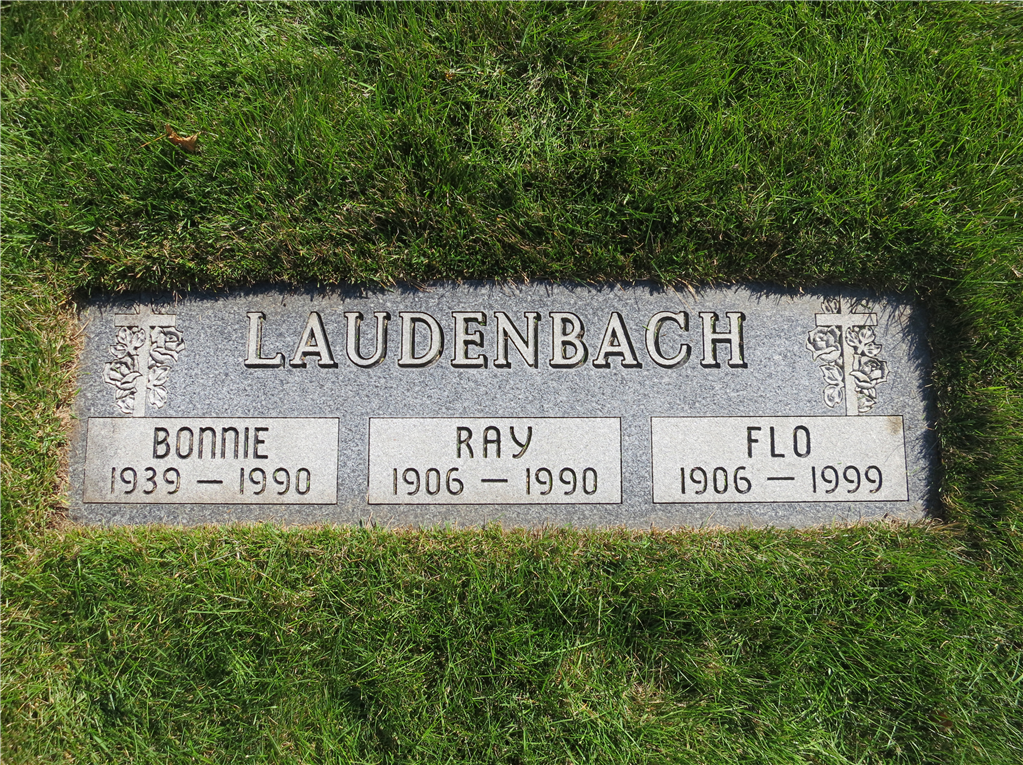 LAUDENBACH
BONNIE
1939 — 1990
RAY
1906 — 1990
FLO
1906 — 1999